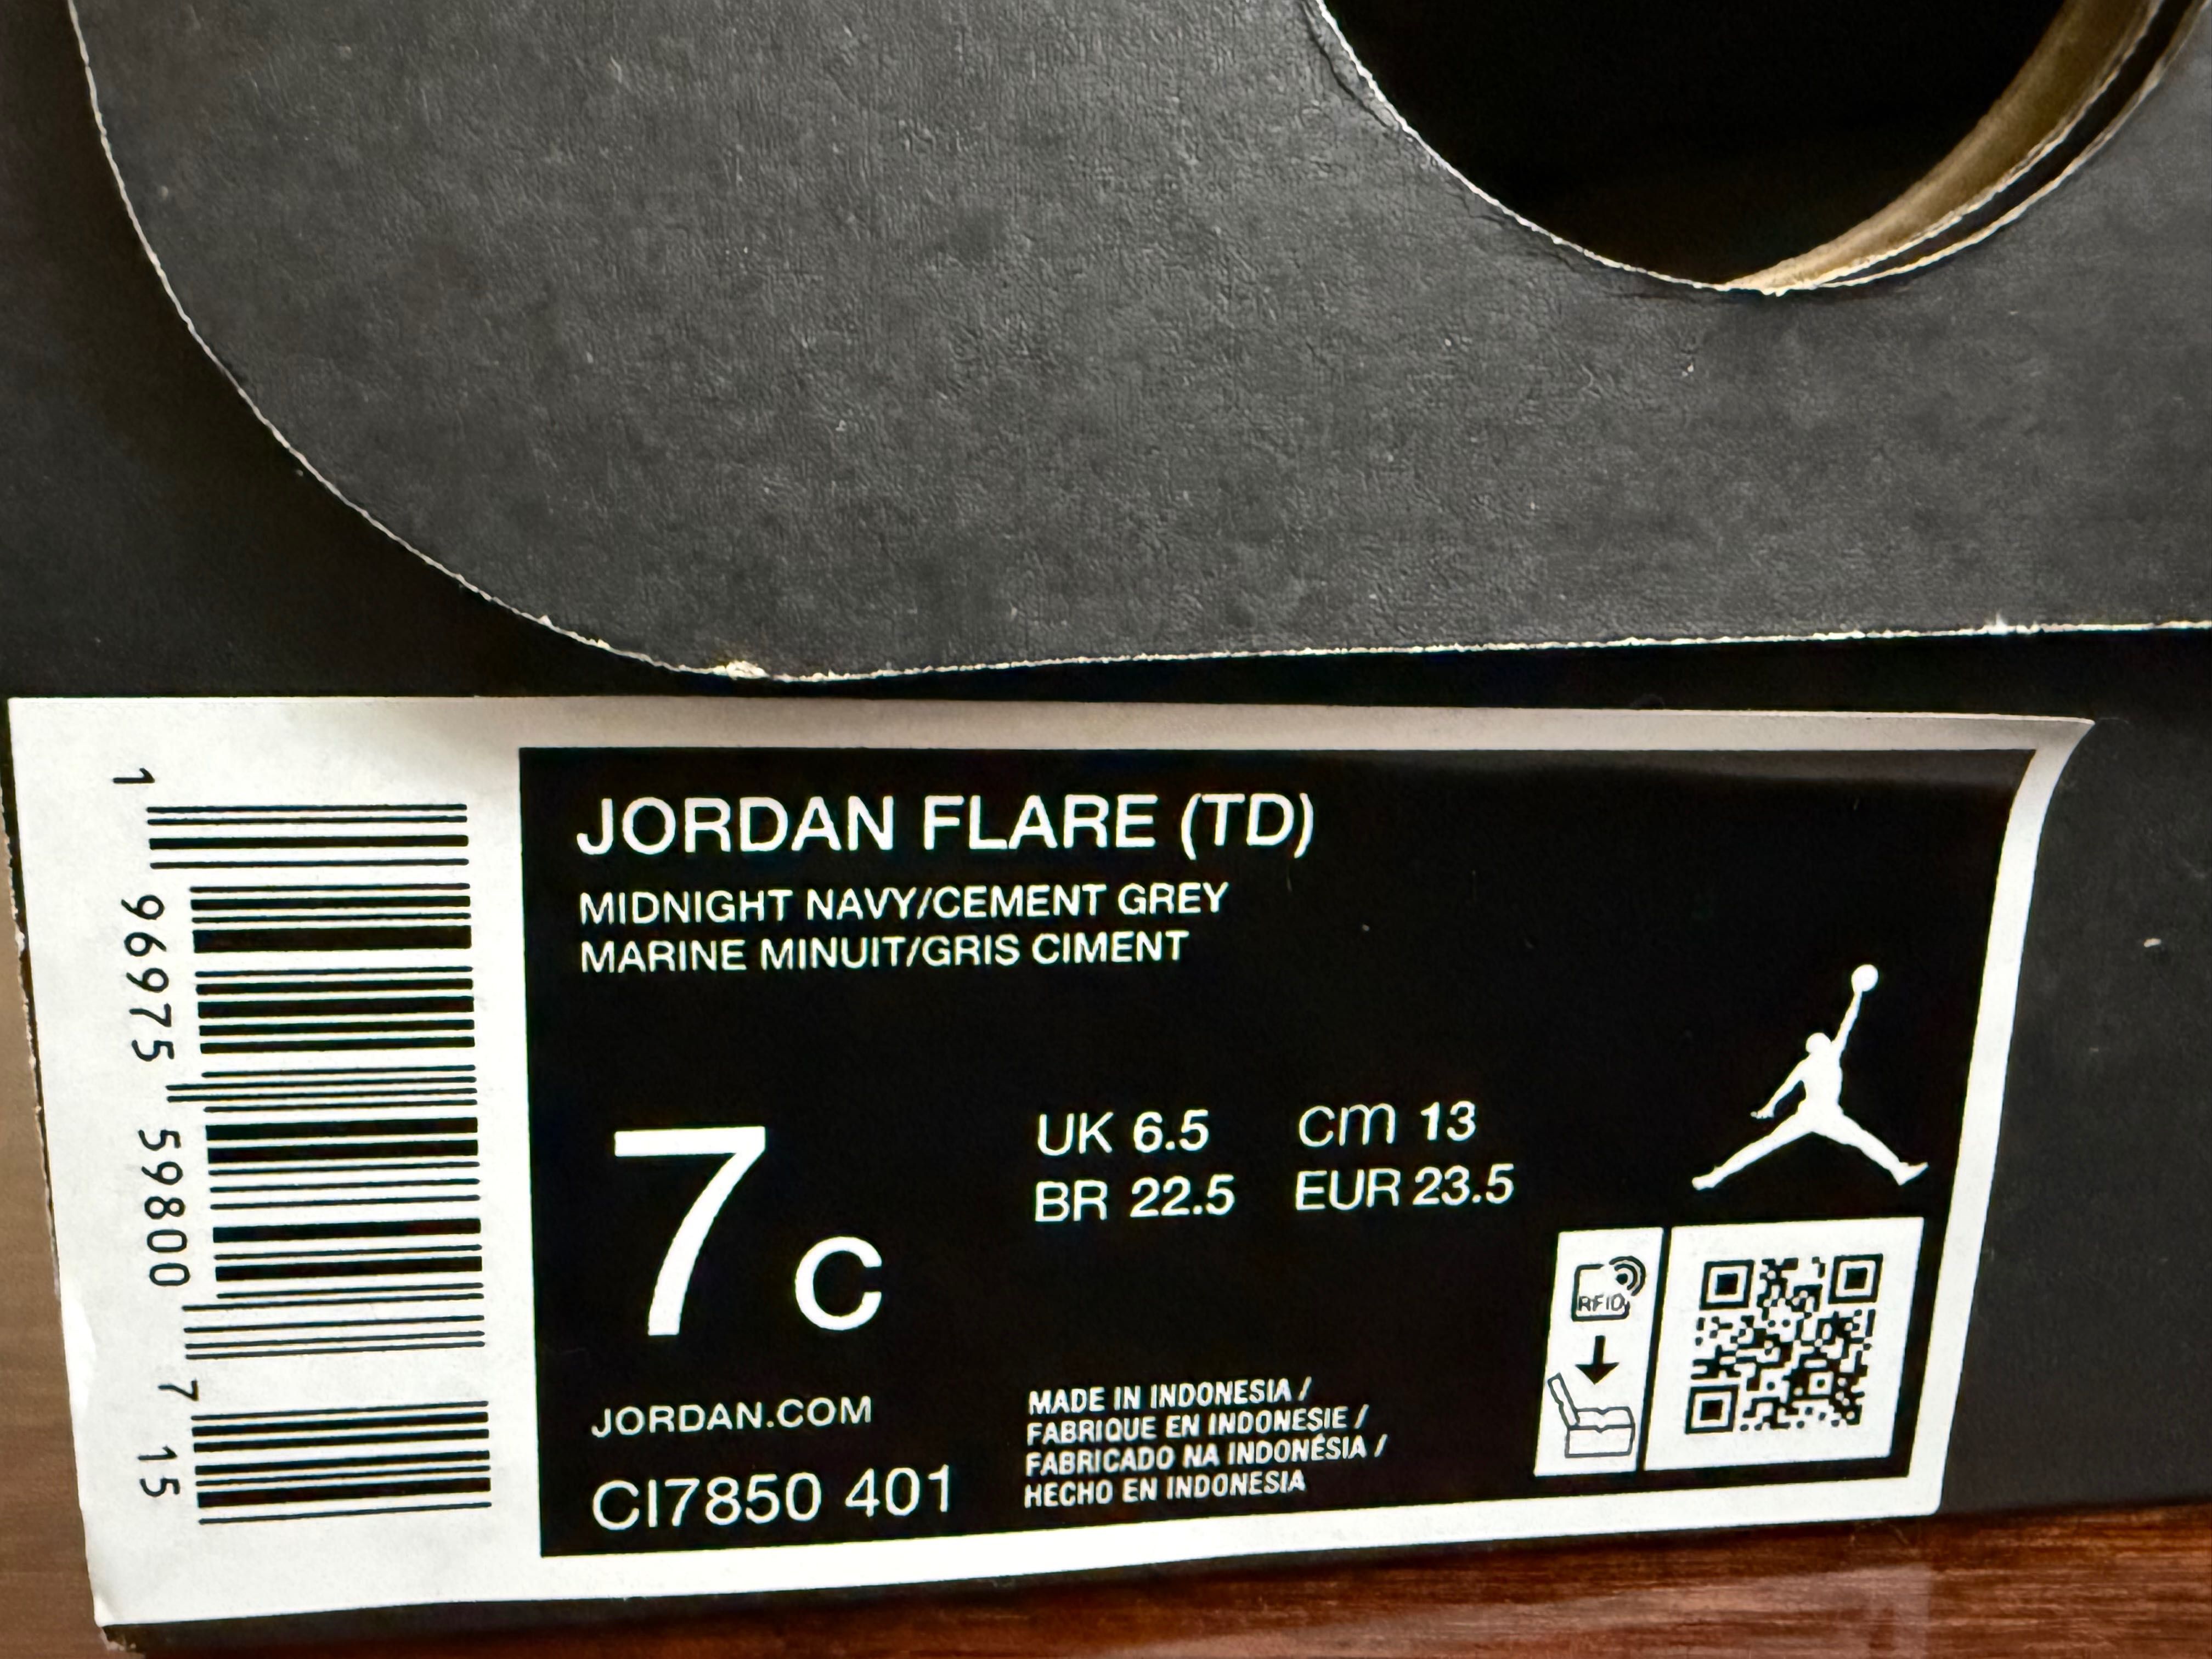 1 96975 59800 7 15
JORDAN FLARE (TD)
MIDNIGHT NAVY/CEMENT GREY
MARINE MINUIT/GRIS CIMENT
7 C
UK 6.5 Cm 13
BR 22.5 EUR 23.5
RFID
JORDAN.COM
CI7850 401
MADE IN INDONESIA /
FABRIQUE EN INDONESIE /
FABRICADO NA INDONÉSIA /
HECHO EN INDONESIA